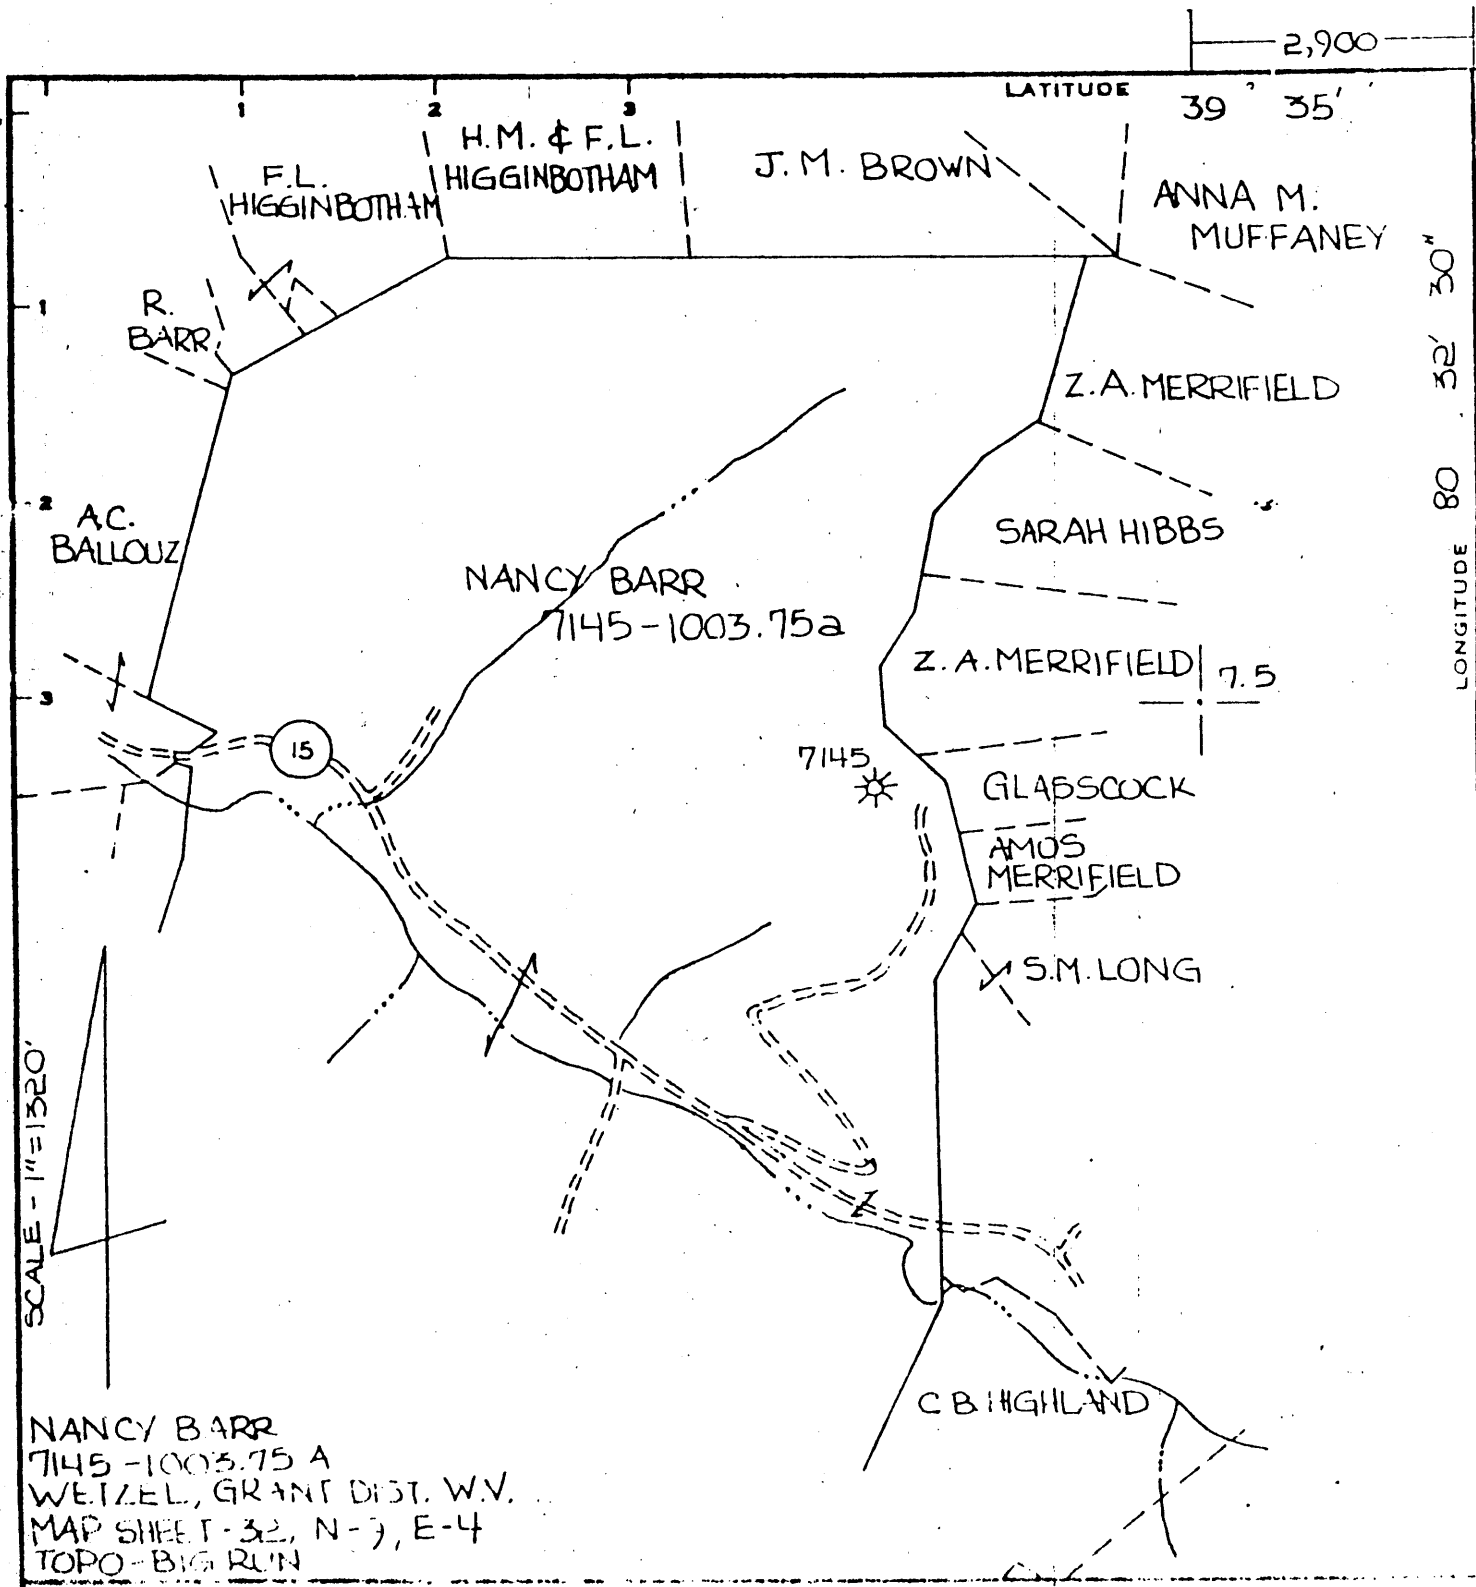 2,900
LATITUDE 39° 35'
1 2 3
H.M. & F.L.
HIGGINBOTHAM
F.L.
HIGGINBOTHAM
J. M. BROWN
ANNA M.
MUFFANEY
1
R.
BARR
LONGITUDE 80 32' 30"
Z. A. MERRIFIELD
2
A.C.
BALLOUZ
SARAH HIBBS
NANCY BARR
7145-1003.75a
Z. A. MERRIFIELD
7.5
3
15
7145
GLASSCOCK
AMOS
MERRIFIELD
S.M. LONG
SCALE - 1"=1320'
C B HIGHLAND
NANCY BARR
7145-1003.75 A
WETZEL, GRANT DIST. W.V.
MAP SHEET-32, N-, E-4
TOPO-BIG RUN